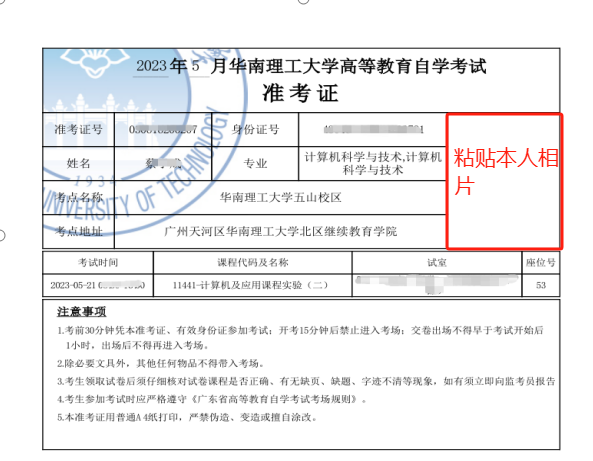 2023 年 5 月华南理工大学高等教育自学考试
准 考 证
准考证号
身份证号
粘贴本人相
片
姓名
专业
计算机科学与技术,计算机
科学与技术
1934
UNIVERSITY OF TECHNOLOGY
考点名称
华南理工大学五山校区
考点地址
广州天河区华南理工大学北区继续教育学院
考试时间 课程代码及名称 试室 座位号
2023-05-21 11441-计算机及应用课程实验（二） 53
注意事项
1.考前30分钟凭本准考证、有效身份证参加考试；开考15分钟后禁止进入考场；交卷出场不得早于考试开始后
1小时，出场后不得再进入考场。
2.除必要文具外，其他任何物品不得带入考场。
3.考生领取试卷后须仔细核对试卷课程是否正确、有无缺页、缺题、字迹不清等现象，如有须立即向监考员报告
4.考生参加考试时应严格遵守《广东省高等教育自学考试考场规则》。
5.本准考证用普通A4纸打印，严禁伪造、变造或擅自涂改。